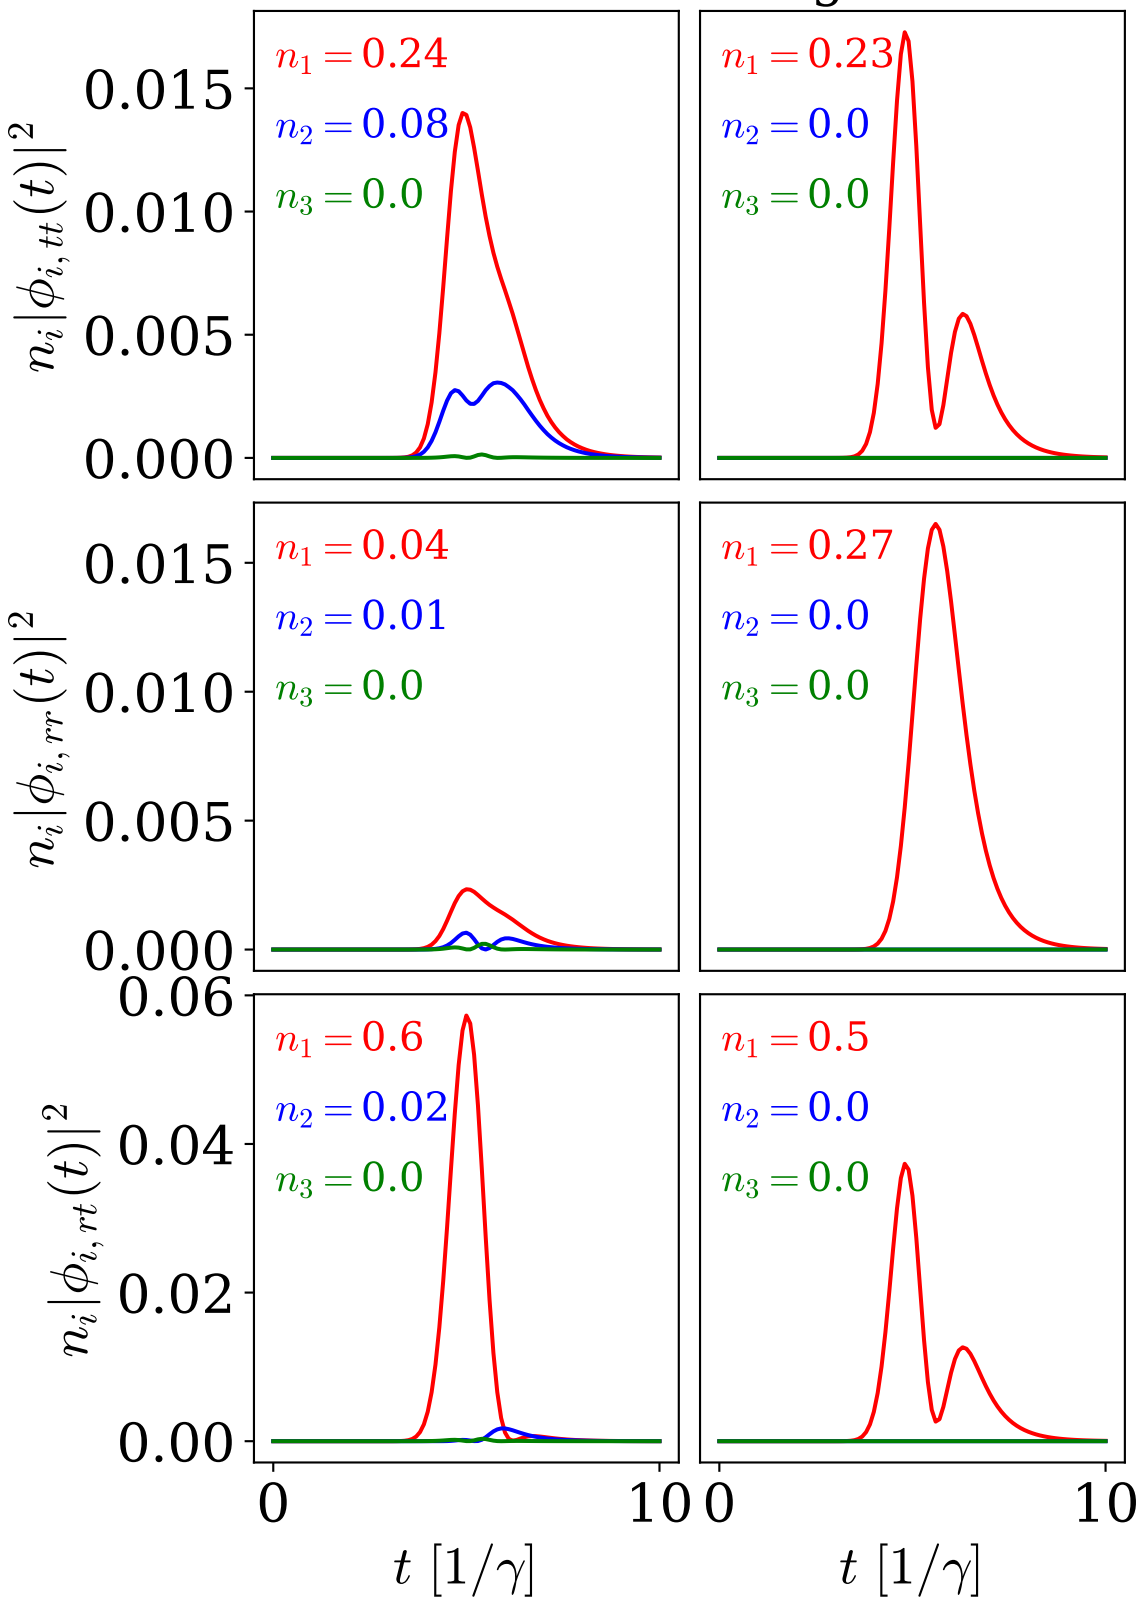 n_i|ϕ_{i,tt}(t)|²
0.015
0.010
0.005
0.000
n₁ = 0.24
n₂ = 0.08
n₃ = 0.0
n₁ = 0.23
n₂ = 0.0
n₃ = 0.0
n_i|ϕ_{i,rr}(t)|²
0.015
0.010
0.005
0.000
n₁ = 0.04
n₂ = 0.01
n₃ = 0.0
n₁ = 0.27
n₂ = 0.0
n₃ = 0.0
n_i|ϕ_{i,rt}(t)|²
0.06
0.04
0.02
0.00
n₁ = 0.6
n₂ = 0.02
n₃ = 0.0
n₁ = 0.5
n₂ = 0.0
n₃ = 0.0
0 10 0 10
t [1/γ] t [1/γ]